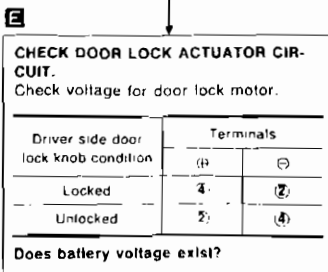 E
CHECK DOOR LOCK ACTUATOR CIR-
CUIT.
Check voltage for door lock motor.
Driver side door lock knob condition
Terminals
⊕ ⊖
Locked ④ ②
Unlocked ② ④
Does battery voltage exist?